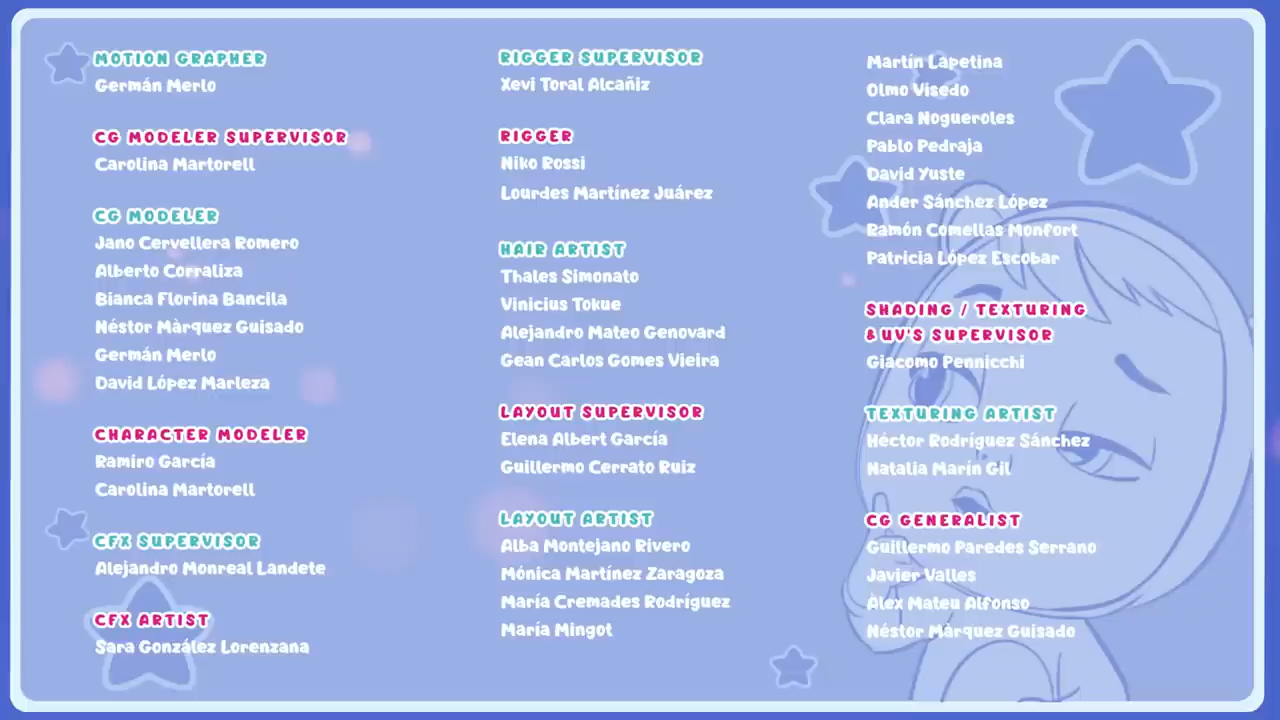 MOTION GRAPHER
Germán Merlo
CG MODELER SUPERVISOR
Carolina Martorell
CG MODELER
Jano Cervellera Romero
Alberto Corraliza
Bianca Florina Bancila
Néstor Màrquez Guisado
Germán Merlo
David López Marleza
CHARACTER MODELER
Ramiro García
Carolina Martorell
CFX SUPERVISOR
Alejandro Monreal Landete
CFX ARTIST
Sara González Lorenzana
RIGGER SUPERVISOR
Xevi Toral Alcañiz
RIGGER
Niko Rossi
Lourdes Martínez Juárez
HAIR ARTIST
Thales Simonato
Vinicius Tokue
Alejandro Mateo Genovard
Gean Carlos Gomes Vieira
LAYOUT SUPERVISOR
Elena Albert García
Guillermo Cerrato Ruiz
LAYOUT ARTIST
Alba Montejano Rivero
Mónica Martínez Zaragoza
María Cremades Rodríguez
María Mingot
Martín Lapetina
Olmo Visedo
Clara Nogueroles
Pablo Pedraja
David Yuste
Ander Sánchez López
Ramón Comellas Monfort
Patricia López Escobar
SHADING / TEXTURING
& UV'S SUPERVISOR
Giacomo Pennicchi
TEXTURING ARTIST
Héctor Rodríguez Sánchez
Natalia Marín Gil
CG GENERALIST
Guillermo Paredes Serrano
Javier Valles
Àlex Mateu Alfonso
Néstor Màrquez Guisado